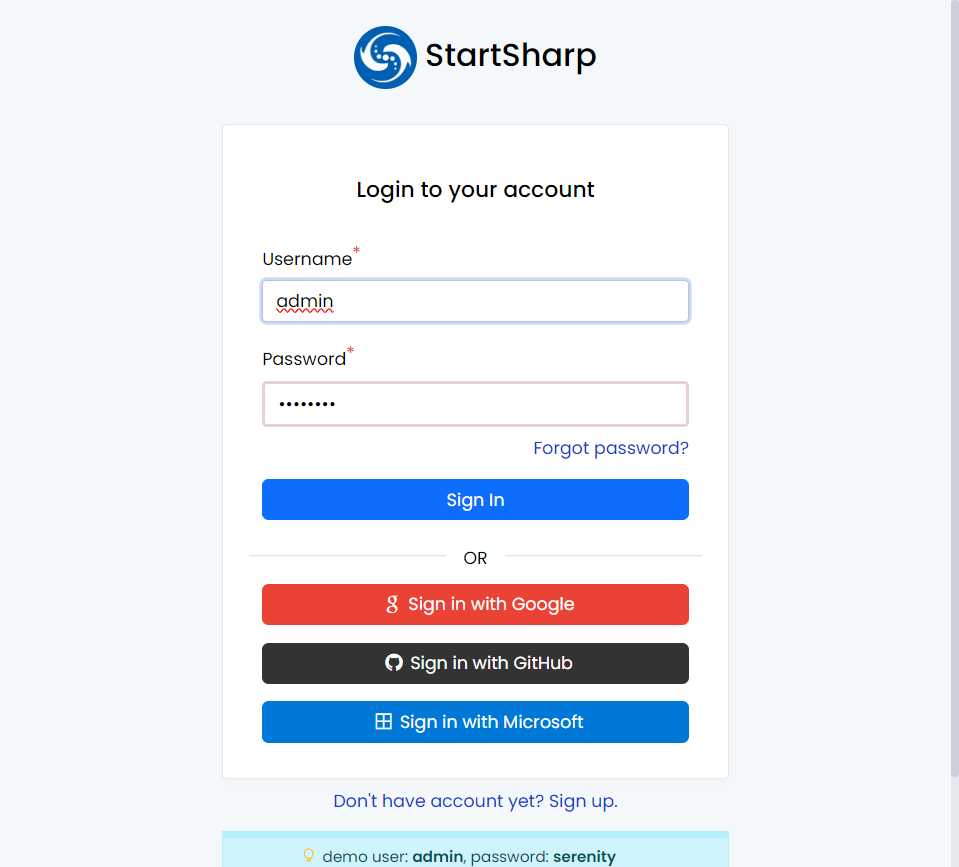 StartSharp
Login to your account
Username*
admin
Password*
••••••••
Forgot password?
Sign In
OR
Sign in with Google
Sign in with GitHub
Sign in with Microsoft
Don't have account yet? Sign up.
demo user: admin, password: serenity